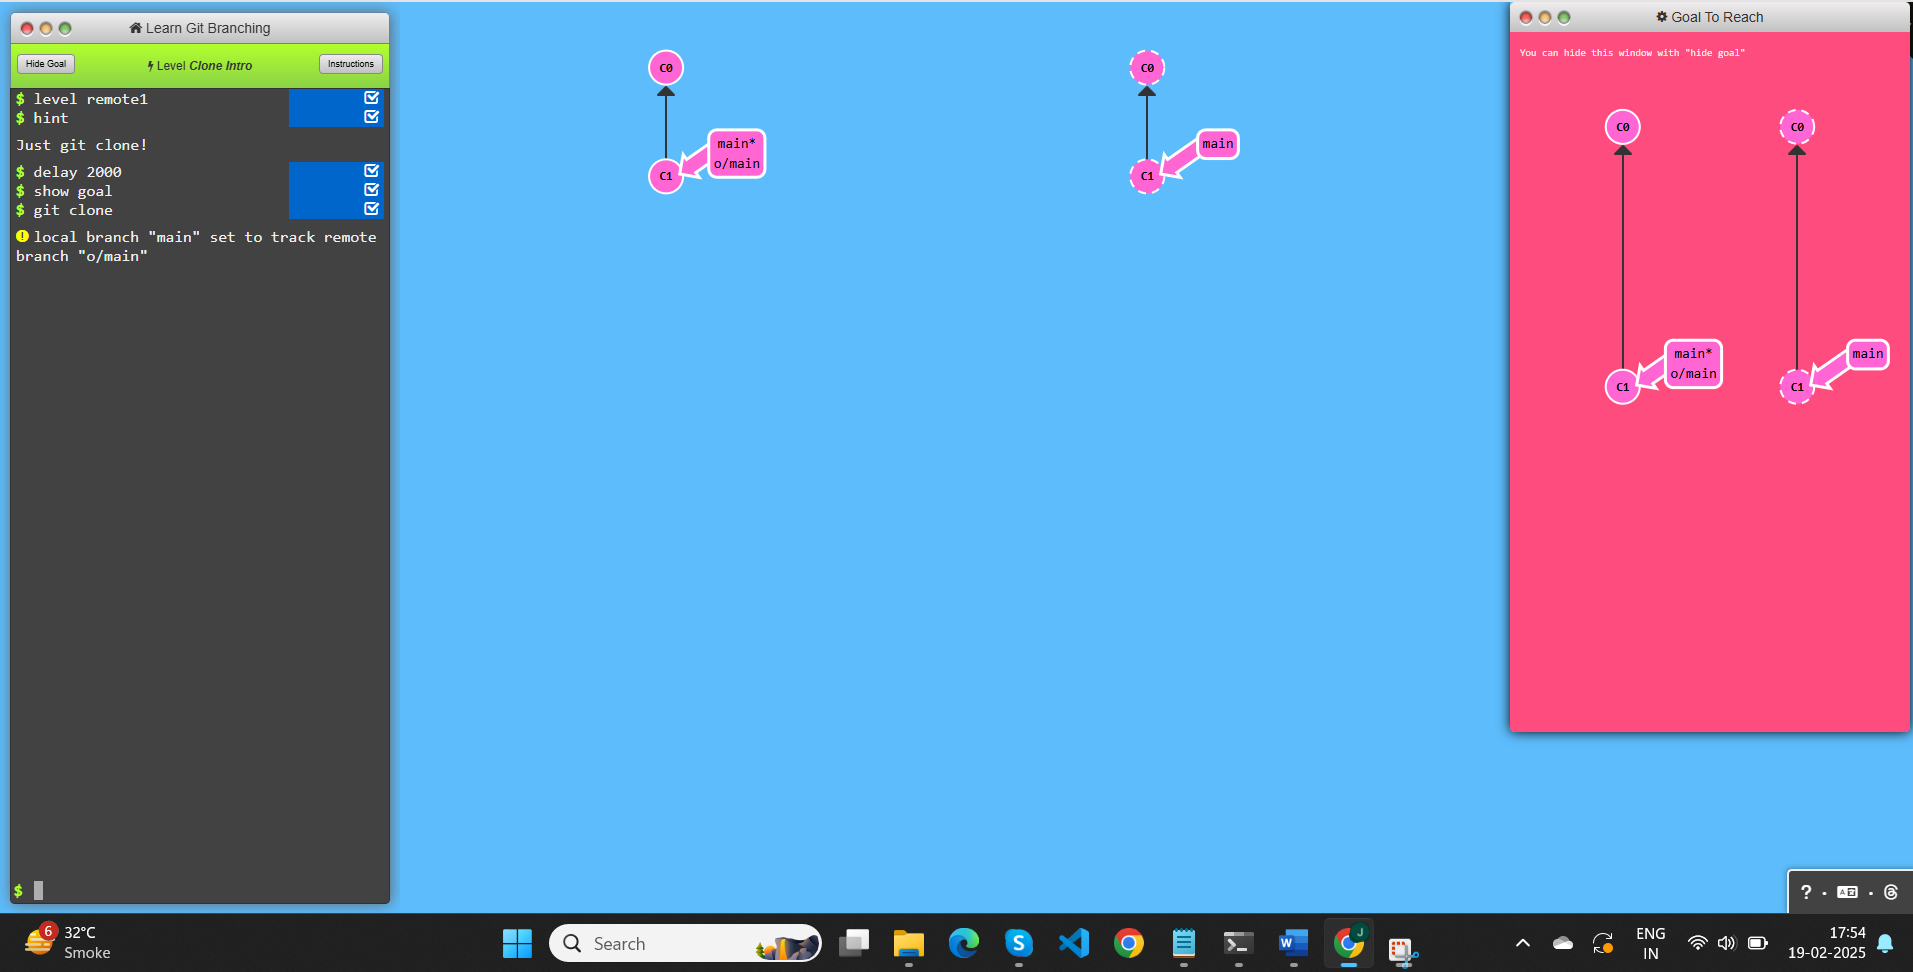 Learn Git Branching
Hide Goal
Level Clone Intro
Instructions
$ level remote1
$ hint
Just git clone!
$ delay 2000
$ show goal
$ git clone
local branch "main" set to track remote
branch "o/main"
$
C0
main*
o/main
C1
C0
main
C1
Goal To Reach
You can hide this window with "hide goal"
C0
main*
o/main
C1
C0
main
C1
?
6
32°C
Smoke
Search
J
ENG
IN
17:54
19-02-2025